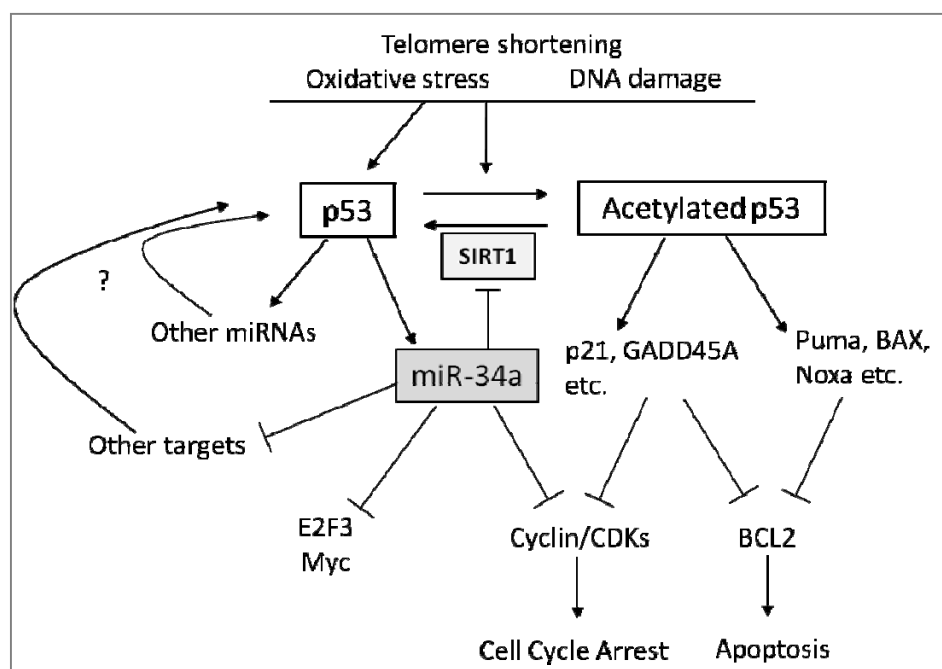 Telomere shortening
Oxidative stress DNA damage
p53
Acetylated p53
SIRT1
?
Other miRNAs
miR-34a
p21, GADD45A
etc.
Puma, BAX,
Noxa etc.
Other targets
E2F3
Myc
Cyclin/CDKs
BCL2
Cell Cycle Arrest
Apoptosis